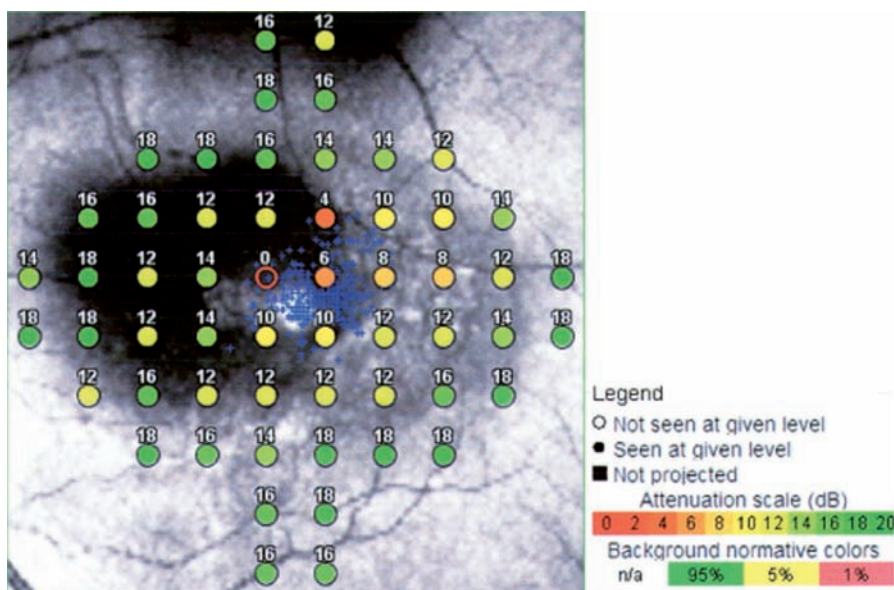 16 12
18 16
18 18 16 14 14 12
16 16 12 12 4 10 10 14
14 18 12 14 0 6 8 8 12 18
18 18 12 14 10 10 12 12 14 18
12 16 12 12 12 12 16 18
18 16 14 18 18 18
16 18
16 16
Legend
Not seen at given level
Seen at given level
Not projected
Attenuation scale (dB)
0 2 4 6 8 10 12 14 16 18 20
Background normative colors
n/a 95% 5% 1%